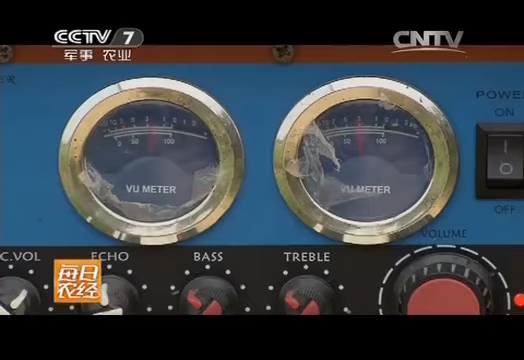 CCTV 7
军事 农业
CNTV
POWER
ON
VU METER
VU METER
OFF
VOLUME
C.VOL
ECHO
BASS
TREBLE
每日
农经